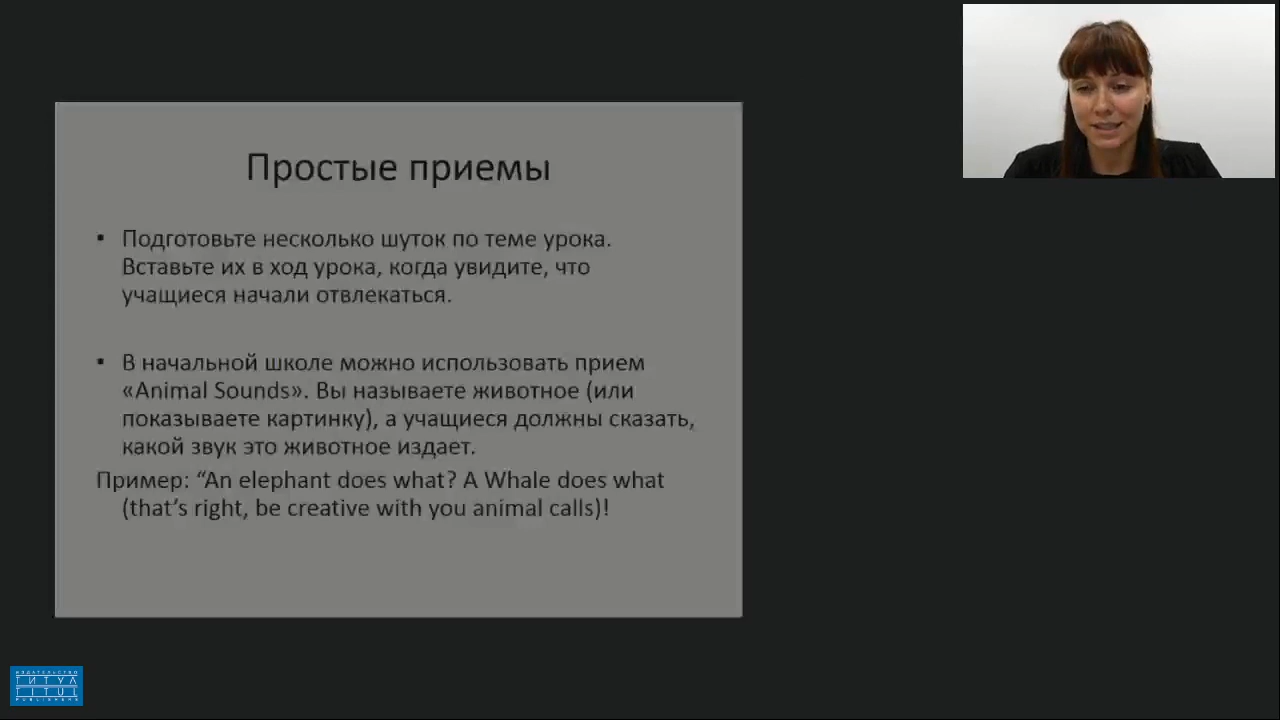 Простые приемы
• Подготовьте несколько шуток по теме урока.
Вставьте их в ход урока, когда увидите, что
учащиеся начали отвлекаться.
• В начальной школе можно использовать прием
«Animal Sounds». Вы называете животное (или
показываете картинку), а учащиеся должны сказать,
какой звук это животное издает.
Пример: “An elephant does what? A Whale does what
(that’s right, be creative with you animal calls)!
ИЗДАТЕЛЬСТВО
ТИТУЛ
TITUL
PUBLISHERS